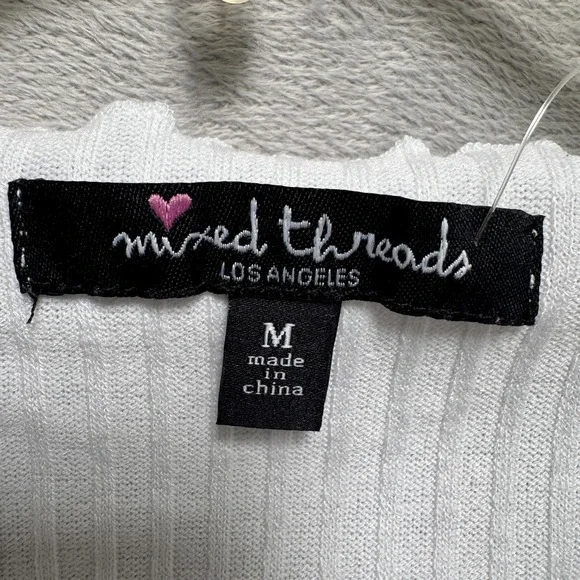 mixed threads
LOS ANGELES
M
made
in
china